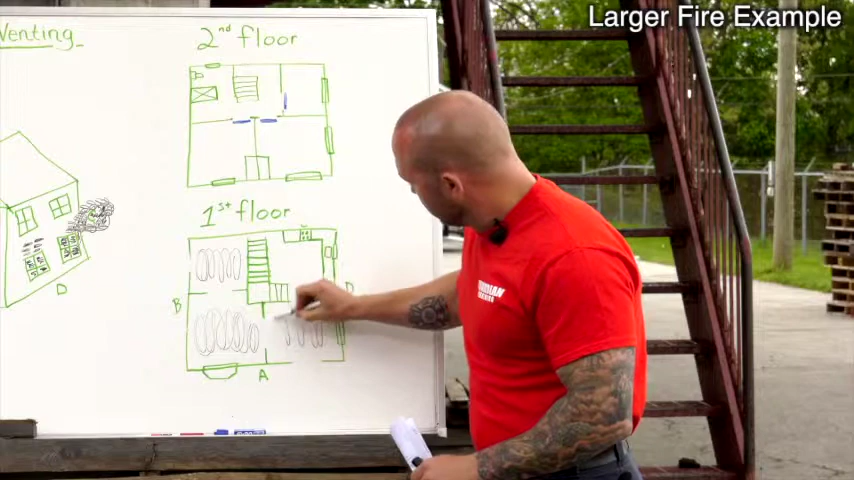 Larger Fire Example
Venting
2nd floor
1st floor
B
D
A
D